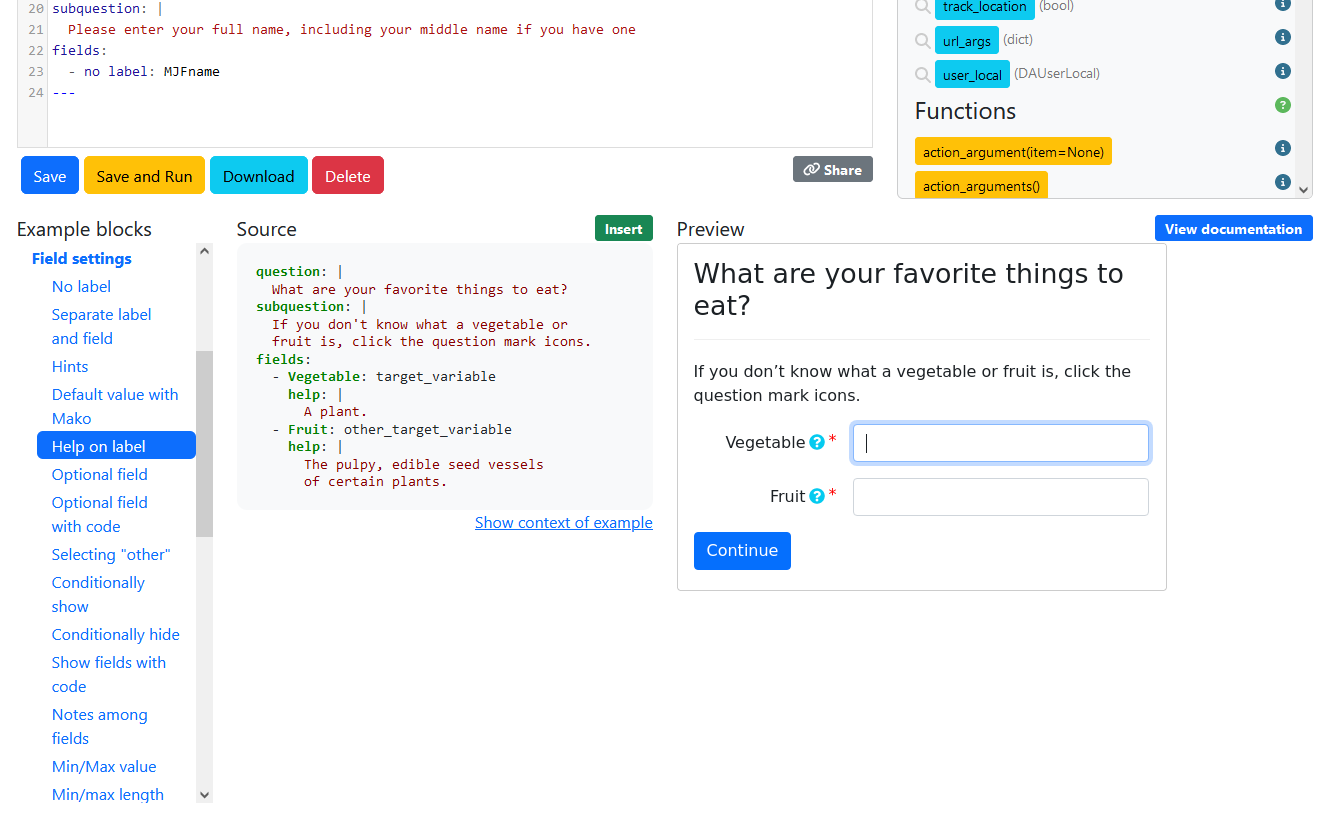 20 subquestion: |
21 Please enter your full name, including your middle name if you have one
22 fields:
23 - no label: MJFname
24 ---
Save
Save and Run
Download
Delete
Share
track_location (bool)
url_args (dict)
user_local (DAUserLocal)
Functions
action_argument(item=None)
action_arguments()
Example blocks
Field settings
No label
Separate label
and field
Hints
Default value with
Mako
Help on label
Optional field
Optional field
with code
Selecting "other"
Conditionally
show
Conditionally hide
Show fields with
code
Notes among
fields
Min/Max value
Min/max length
Source
Insert
question: |
What are your favorite things to eat?
subquestion: |
If you don't know what a vegetable or
fruit is, click the question mark icons.
fields:
- Vegetable: target_variable
help: |
A plant.
- Fruit: other_target_variable
help: |
The pulpy, edible seed vessels
of certain plants.
Show context of example
Preview
View documentation
What are your favorite things to
eat?
If you don’t know what a vegetable or fruit is, click the
question mark icons.
Vegetable ? *
Fruit ? *
Continue